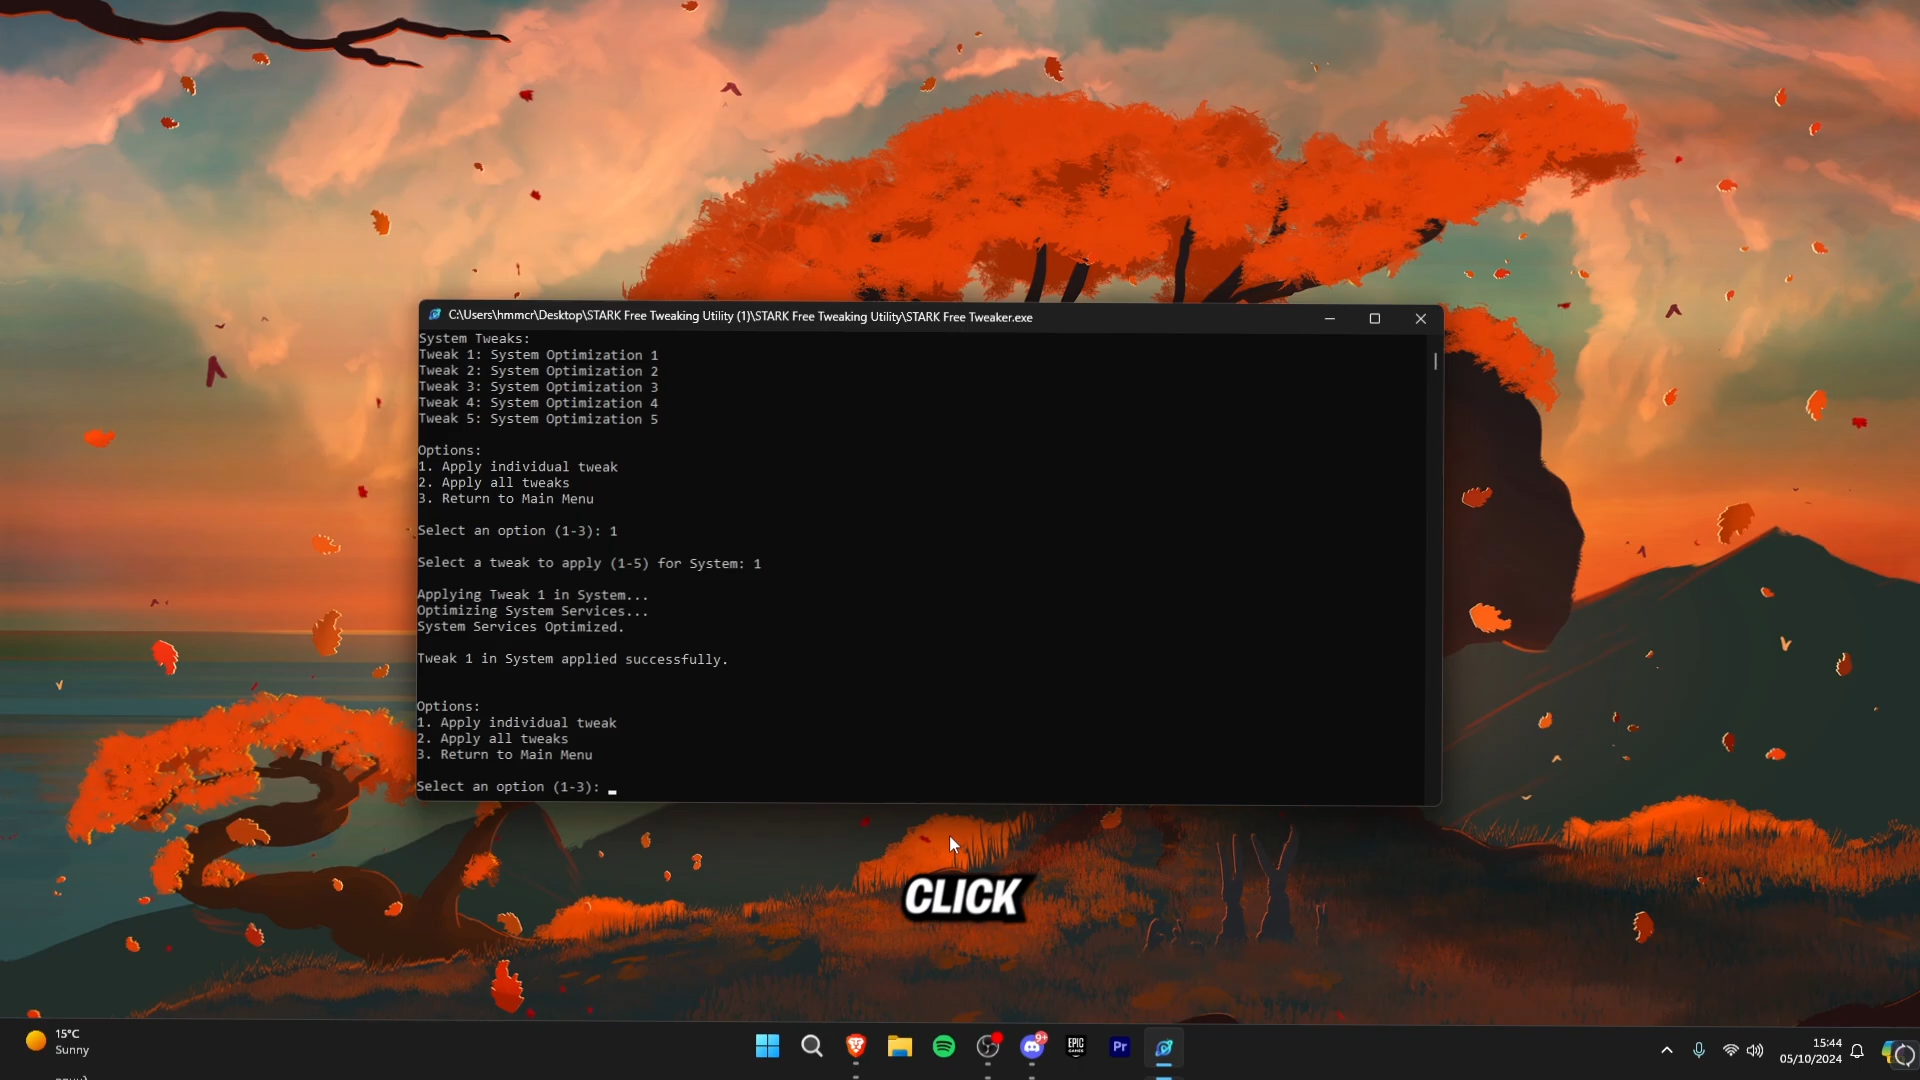 C:\Users\hmmcr\Desktop\STARK Free Tweaking Utility (1)\STARK Free Tweaking Utility\STARK Free Tweaker.exe
System Tweaks:
Tweak 1: System Optimization 1
Tweak 2: System Optimization 2
Tweak 3: System Optimization 3
Tweak 4: System Optimization 4
Tweak 5: System Optimization 5
Options:
1. Apply individual tweak
2. Apply all tweaks
3. Return to Main Menu
Select an option (1-3): 1
Select a tweak to apply (1-5) for System: 1
Applying Tweak 1 in System...
Optimizing System Services...
System Services Optimized.
Tweak 1 in System applied successfully.
Options:
1. Apply individual tweak
2. Apply all tweaks
3. Return to Main Menu
Select an option (1-3):
CLICK
15°C
Sunny
9+
EPIC
GAMES
Pr
15:44
05/10/2024